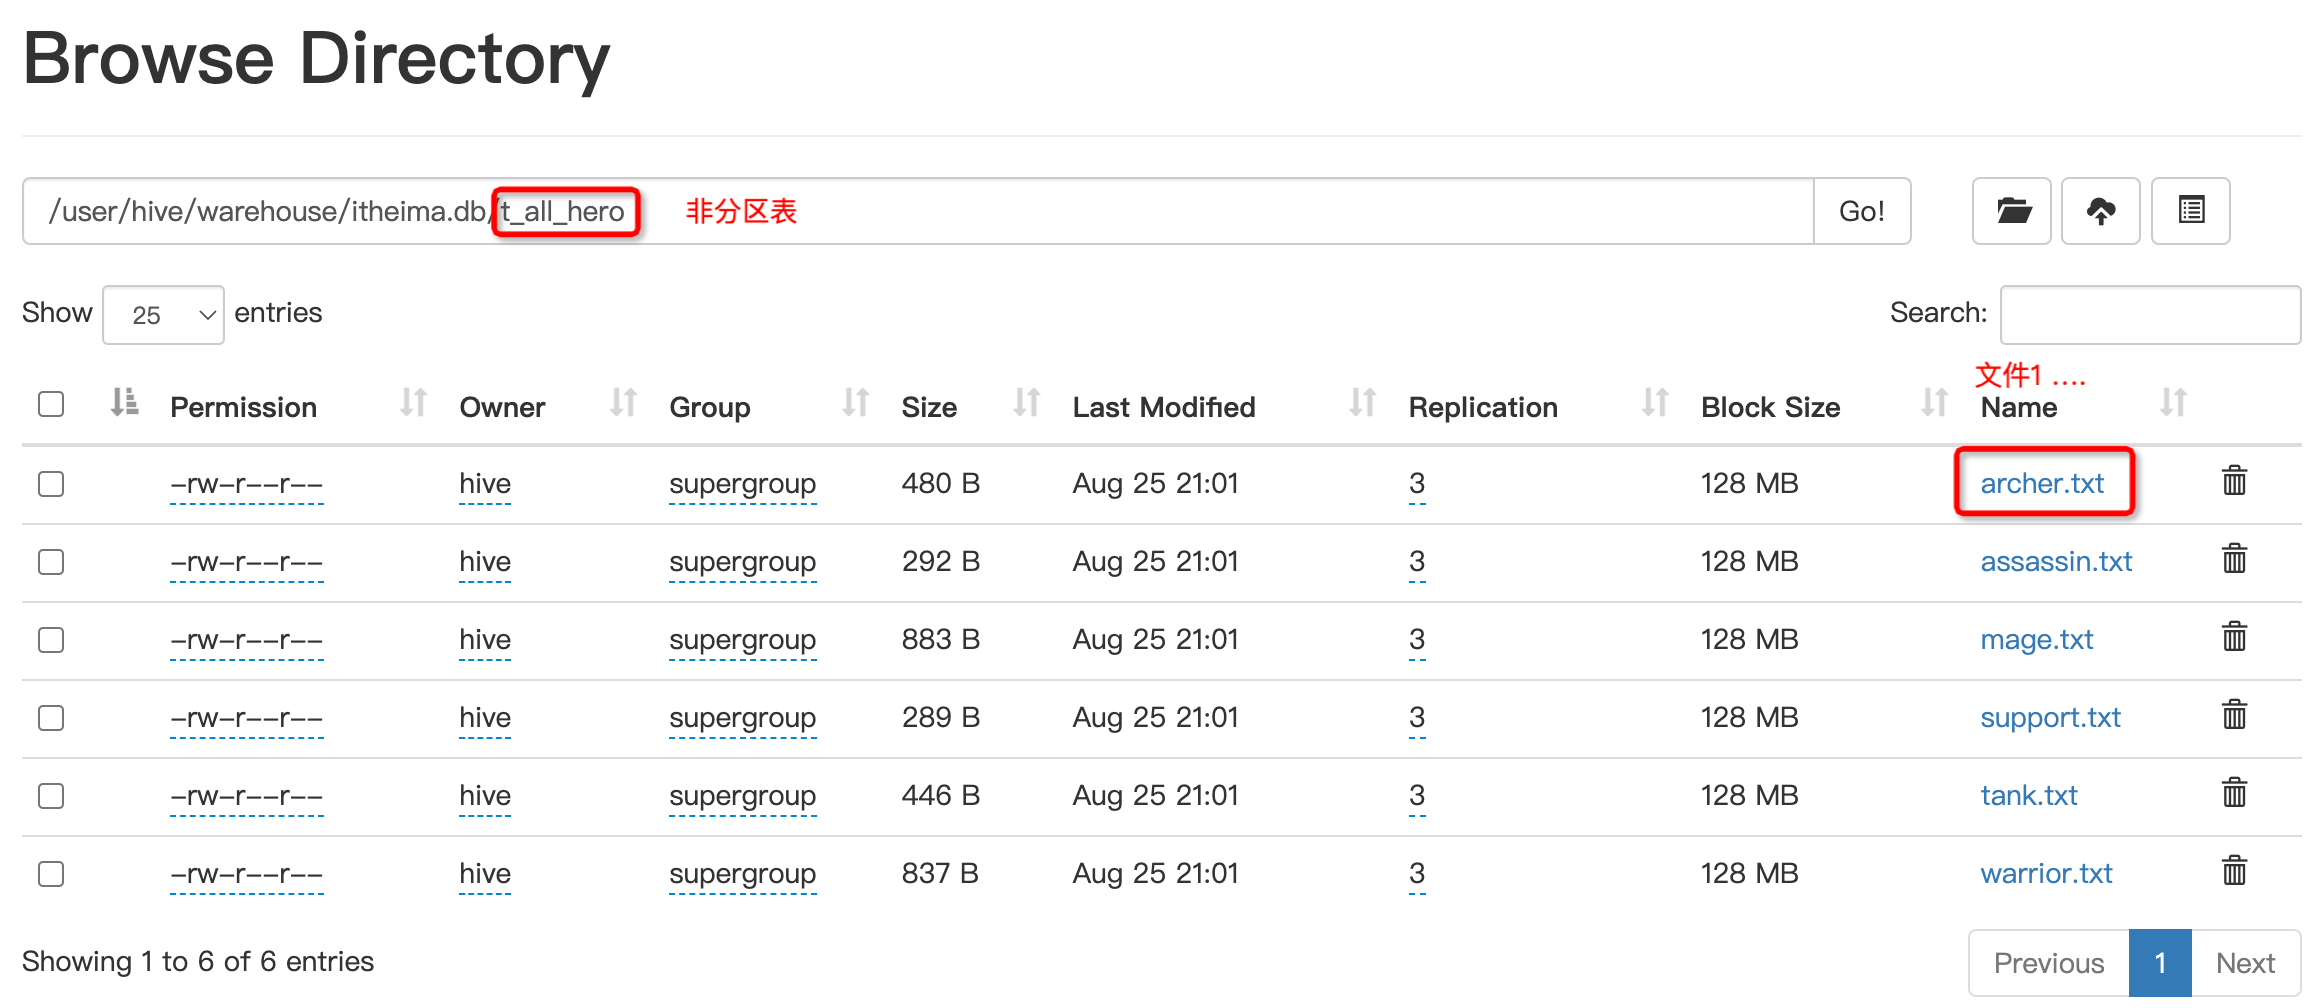 Browse Directory
/user/hive/warehouse/itheima.db/t_all_hero 非分区表 Go!
Show 25 entries Search:
文件1 ....
Permission Owner Group Size Last Modified Replication Block Size Name
-rw-r--r-- hive supergroup 480 B Aug 25 21:01 3 128 MB archer.txt
-rw-r--r-- hive supergroup 292 B Aug 25 21:01 3 128 MB assassin.txt
-rw-r--r-- hive supergroup 883 B Aug 25 21:01 3 128 MB mage.txt
-rw-r--r-- hive supergroup 289 B Aug 25 21:01 3 128 MB support.txt
-rw-r--r-- hive supergroup 446 B Aug 25 21:01 3 128 MB tank.txt
-rw-r--r-- hive supergroup 837 B Aug 25 21:01 3 128 MB warrior.txt
Showing 1 to 6 of 6 entries Previous 1 Next